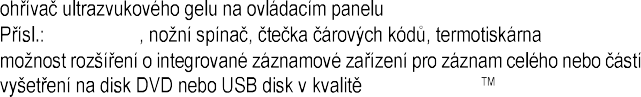 ohřívač ultrazvukového gelu na ovládacím panelu
Přísl.: , nožní spínač, čtečka čárových kódů, termotiskárna
možnost rozšíření o integrované záznamové zařízení pro záznam celého nebo částí
vyšetření na disk DVD nebo USB disk v kvalitě ™